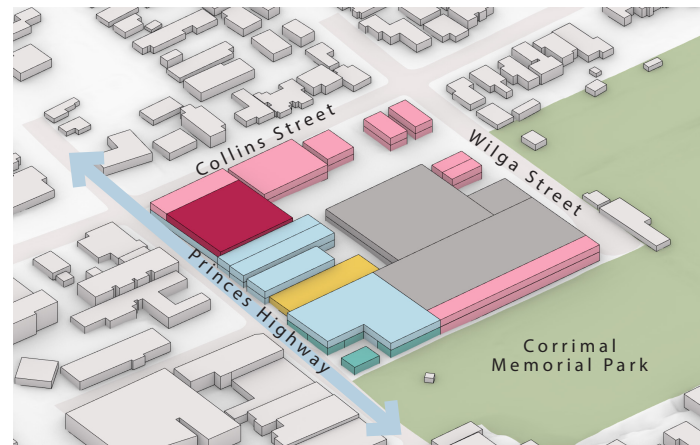 Collins Street
Wilga Street
Princes Highway
Corrimal
Memorial Park